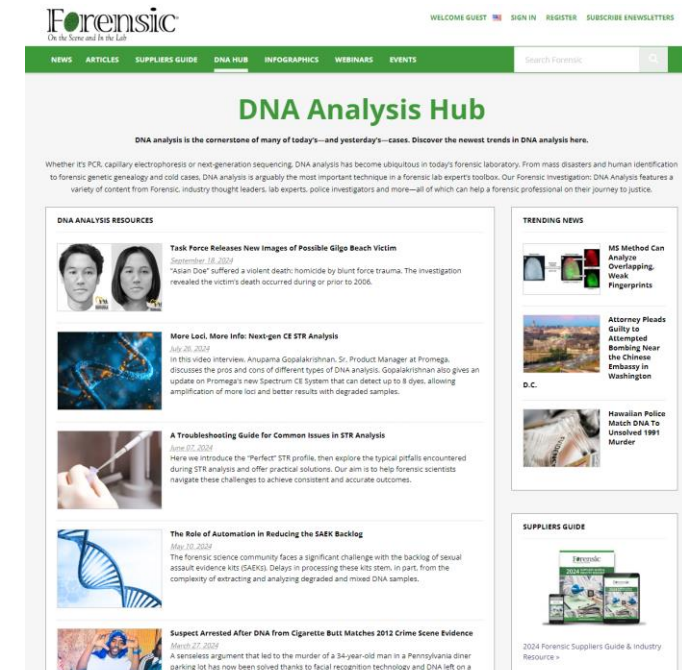 Forensic
On the Scene and In the Lab
WELCOME GUEST
SIGN IN
REGISTER
SUBSCRIBE ENEWSLETTERS
NEWS
ARTICLES
SUPPLIERS GUIDE
DNA HUB
INFOGRAPHICS
WEBINARS
EVENTS
Search Forensic
DNA Analysis Hub
DNA analysis is the cornerstone of many of today's—and yesterday's—cases. Discover the newest trends in DNA analysis here.
Whether it's PCR, capillary electrophoresis or next-generation sequencing, DNA analysis has become ubiquitous in today's forensic laboratory. From mass disasters and human identification
to forensic genetic genealogy and cold cases, DNA analysis is arguably the most important technique in a forensic lab expert's toolbox. Our Forensic Investigation: DNA Analysis features a
variety of content from Forensic, industry thought leaders, lab experts, police investigators and more—all of which can help a forensic professional on their journey to justice.
DNA ANALYSIS RESOURCES
Task Force Releases New Images of Possible Gilgo Beach Victim
September 18, 2024
"Asian Doe" suffered a violent death: homicide by blunt force trauma. The investigation
revealed the victim's death occurred during or prior to 2006.
More Loci, More Info: Next-gen CE STR Analysis
July 26, 2024
In this video interview, Anupama Gopalakrishnan, Sr. Product Manager at Promega,
discusses the pros and cons of different types of DNA analysis. Gopalakrishnan also gives an
update on Promega's new Spectrum CE System that can detect up to 8 dyes, allowing
amplification of more loci and better results with degraded samples.
A Troubleshooting Guide for Common Issues in STR Analysis
June 07, 2024
Here we introduce the "Perfect" STR profile, then explore the typical pitfalls encountered
during STR analysis and offer practical solutions. Our aim is to help forensic scientists
navigate these challenges to achieve consistent and accurate outcomes.
The Role of Automation in Reducing the SAEK Backlog
May 10, 2024
The forensic science community faces a significant challenge with the backlog of sexual
assault evidence kits (SAEKs). Delays in processing these kits stem, in part, from the
complexity of extracting and analyzing degraded and mixed DNA samples.
Suspect Arrested After DNA from Cigarette Butt Matches 2012 Crime Scene Evidence
March 27, 2024
A senseless argument that led to the murder of a 34-year-old man in a Pennsylvania diner
parking lot has now been solved thanks to facial recognition technology and DNA left on a
TRENDING NEWS
MS Method Can
Analyze
Overlapping,
Weak
Fingerprints
Attorney Pleads
Guilty to
Attempted
Bombing Near
the Chinese
Embassy in
Washington
D.C.
Hawaiian Police
Match DNA To
Unsolved 1991
Murder
SUPPLIERS GUIDE
Forensic
2024 Forensic Suppliers Guide & Industry
Resource >